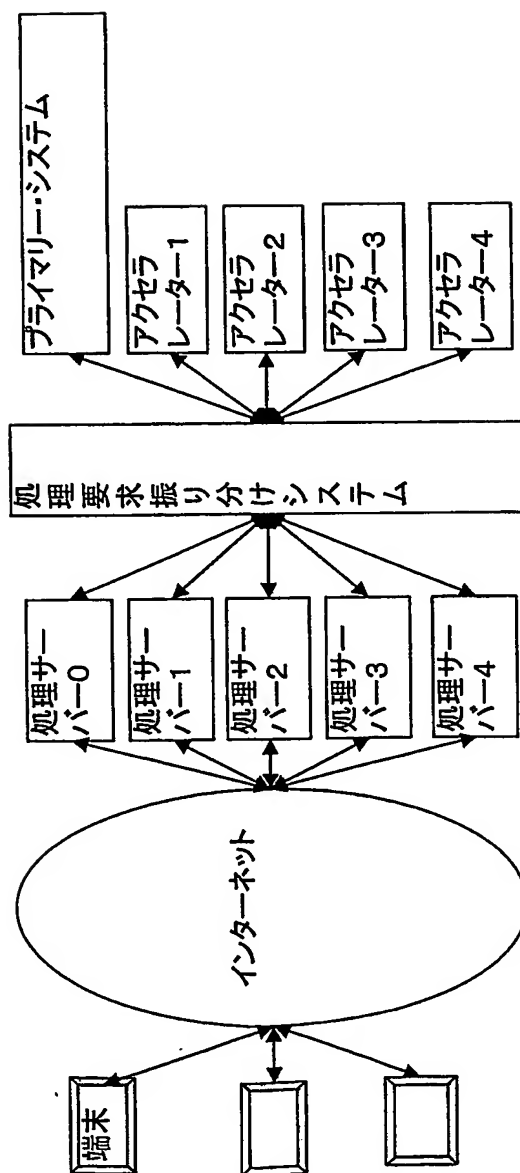 端末
インターネット
処理サー
バー0
処理サー
バー1
処理サー
バー2
処理サー
バー3
処理サー
バー4
処理要求振り分けシステム
プライマリー・システム
アクセラ
レーター1
アクセラ
レーター2
アクセラ
レーター3
アクセラ
レーター4